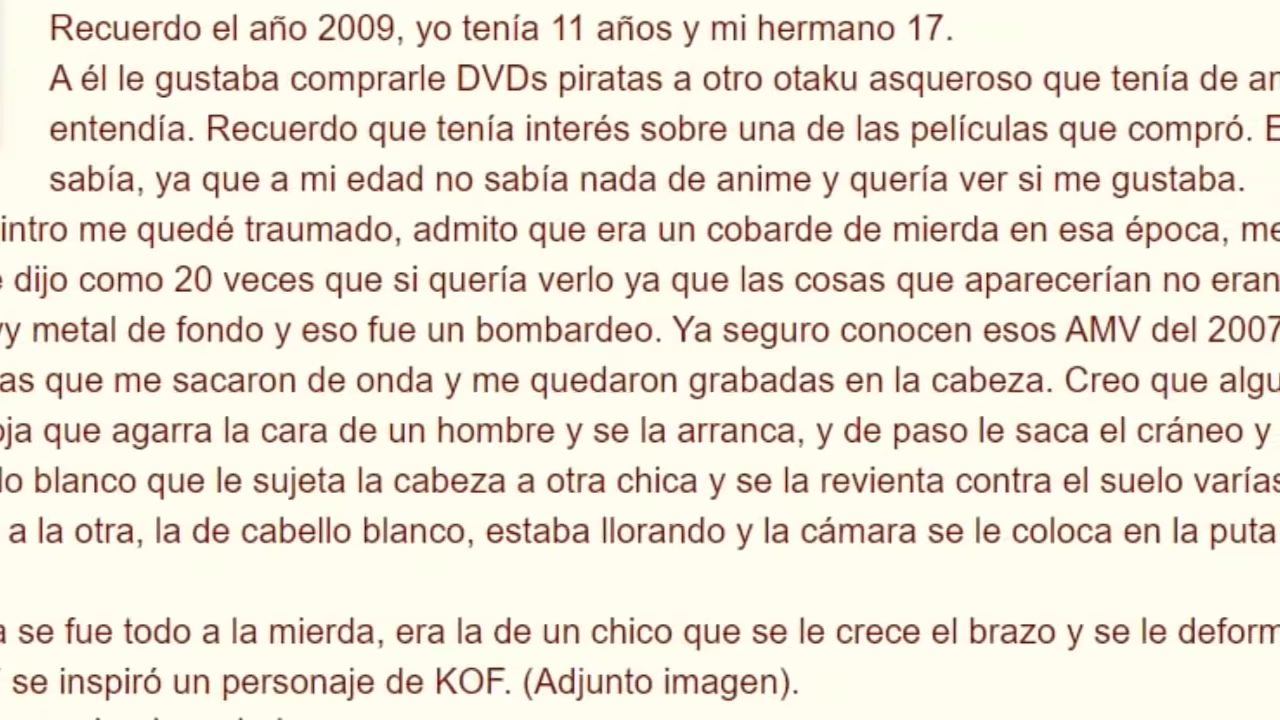 Recuerdo el año 2009, yo tenía 11 años y mi hermano 17.
A él le gustaba comprarle DVDs piratas a otro otaku asqueroso que tenía de
entendía. Recuerdo que tenía interés sobre una de las películas que compró.
sabía, ya que a mi edad no sabía nada de anime y quería ver si me gustaba.
intro me quedé traumado, admito que era un cobarde de mierda en esa época, me
dijo como 20 veces que si quería verlo ya que las cosas que aparecerían no eran
metal de fondo y eso fue un bombardeo. Ya seguro conocen esos AMV del 2007
que me sacaron de onda y me quedaron grabadas en la cabeza. Creo que
que agarra la cara de un hombre y se la arranca, y de paso le saca el cráneo y
blanco que le sujeta la cabeza a otra chica y se la revienta contra el suelo varías
a la otra, la de cabello blanco, estaba llorando y la cámara se le coloca en la puta
se fue todo a la mierda, era la de un chico que se le crece el brazo y se le
se inspiró un personaje de KOF. (Adjunto imagen).